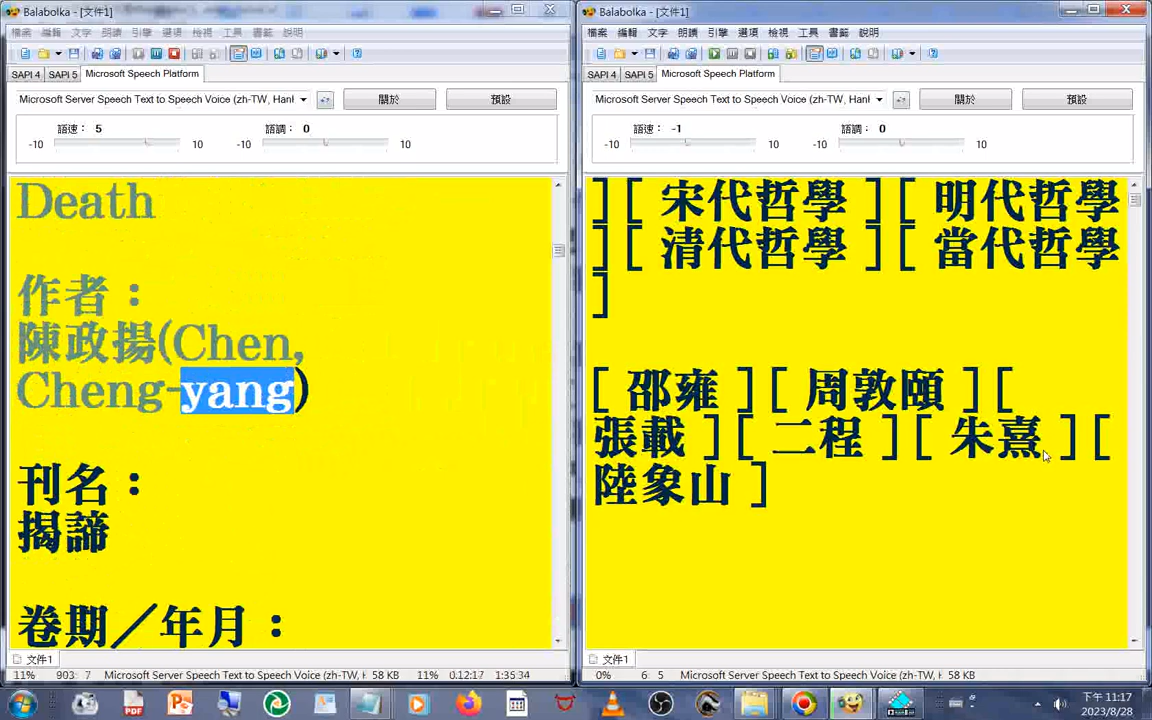 Balabolka - [文件1]
檔案 編輯 文字 朗讀 引擎 選項 檢視 工具 書籤 說明
SAPI 4 SAPI 5 Microsoft Speech Platform
Microsoft Server Speech Text to Speech Voice (zh-TW, Hanl
關於
預設
語速： 5
語調： 0
-10 10 -10 10
Death
作者：
陳政揚(Chen,
Cheng-yang)
刊名：
揭諦
卷期／年月：
文件1
11% 903: 7 Microsoft Server Speech Text to Speech Voice (zh-TW, H 58 KB 11% 0:12:17 1:35:34
Balabolka - [文件1]
檔案 編輯 文字 朗讀 引擎 選項 檢視 工具 書籤 說明
SAPI 4 SAPI 5 Microsoft Speech Platform
Microsoft Server Speech Text to Speech Voice (zh-TW, Hanl
關於
預設
語速： -1
語調： 0
-10 10 -10 10
][ 宋代哲學 ][ 明代哲學
][ 清代哲學 ][ 當代哲學
]
[ 邵雍 ][ 周敦頤 ][
張載 ][ 二程 ][ 朱熹 ][
陸象山 ]
文件1
0% 6: 5 Microsoft Server Speech Text to Speech Voice (zh-TW, H 58 KB
PDF
下午 11:17
2023/8/28